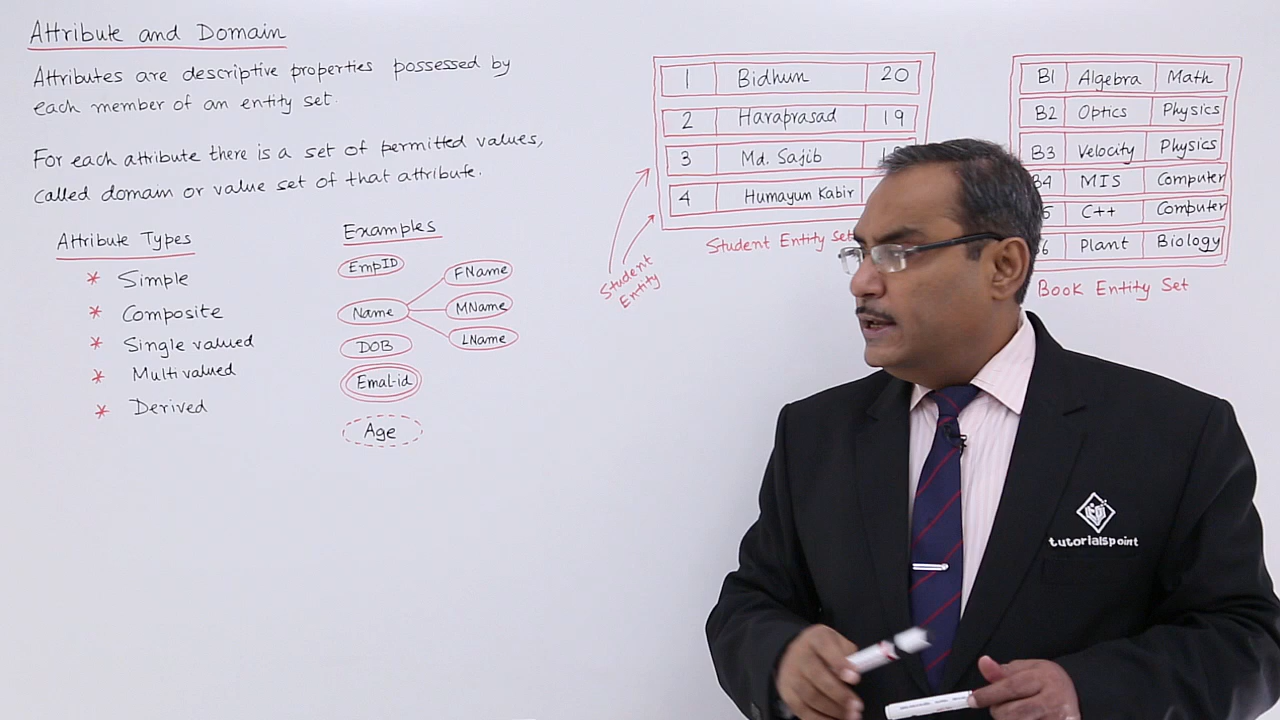 Attribute and Domain
Attributes are descriptive properties possessed by
each member of an entity set.
For each attribute there is a set of permitted values,
called domain or value set of that attribute.
Attribute Types
* Simple
* Composite
* Single valued
* Multivalued
* Derived
Examples
EmpID
Name
FName
MName
LName
DOB
Emal-id
Age
1 Bidhun 20
2 Haraprasad 19
3 Md. Sajib
4 Humayun Kabir
Student Entity Set
Student
Entity
B1 Algebra Math
B2 Optics Physics
B3 Velocity Physics
B4 MIS Computer
C++ Computer
Plant Biology
Book Entity Set
tutorialspoint